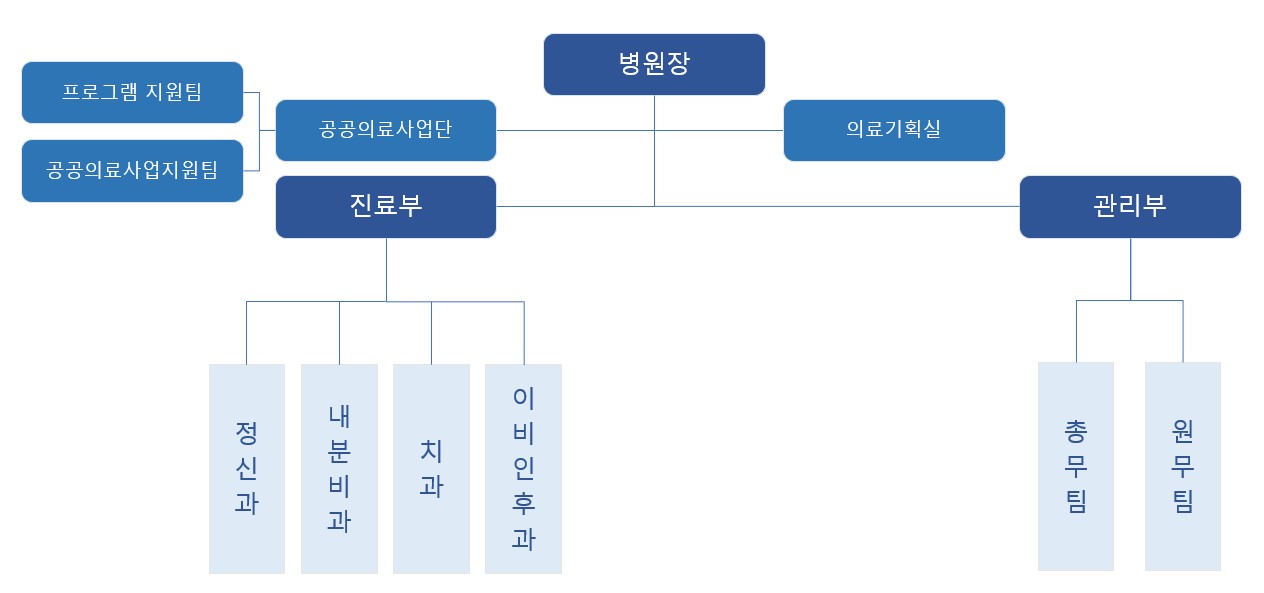 병원장
프로그램 지원팀
공공의료사업단
의료기획실
공공의료사업지원팀
진료부
관리부
정신과
내분비과
치과
이비인후과
총무팀
원무팀